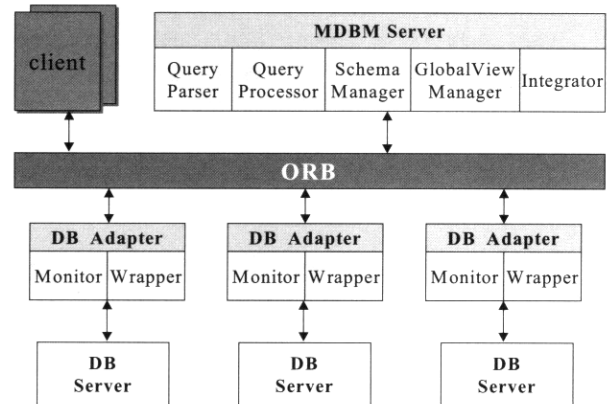 client
MDBM Server
Query Parser
Query Processor
Schema Manager
GlobalView Manager
Integrator
ORB
DB Adapter
Monitor
Wrapper
DB Adapter
Monitor
Wrapper
DB Adapter
Monitor
Wrapper
DB
Server
DB
Server
DB
Server